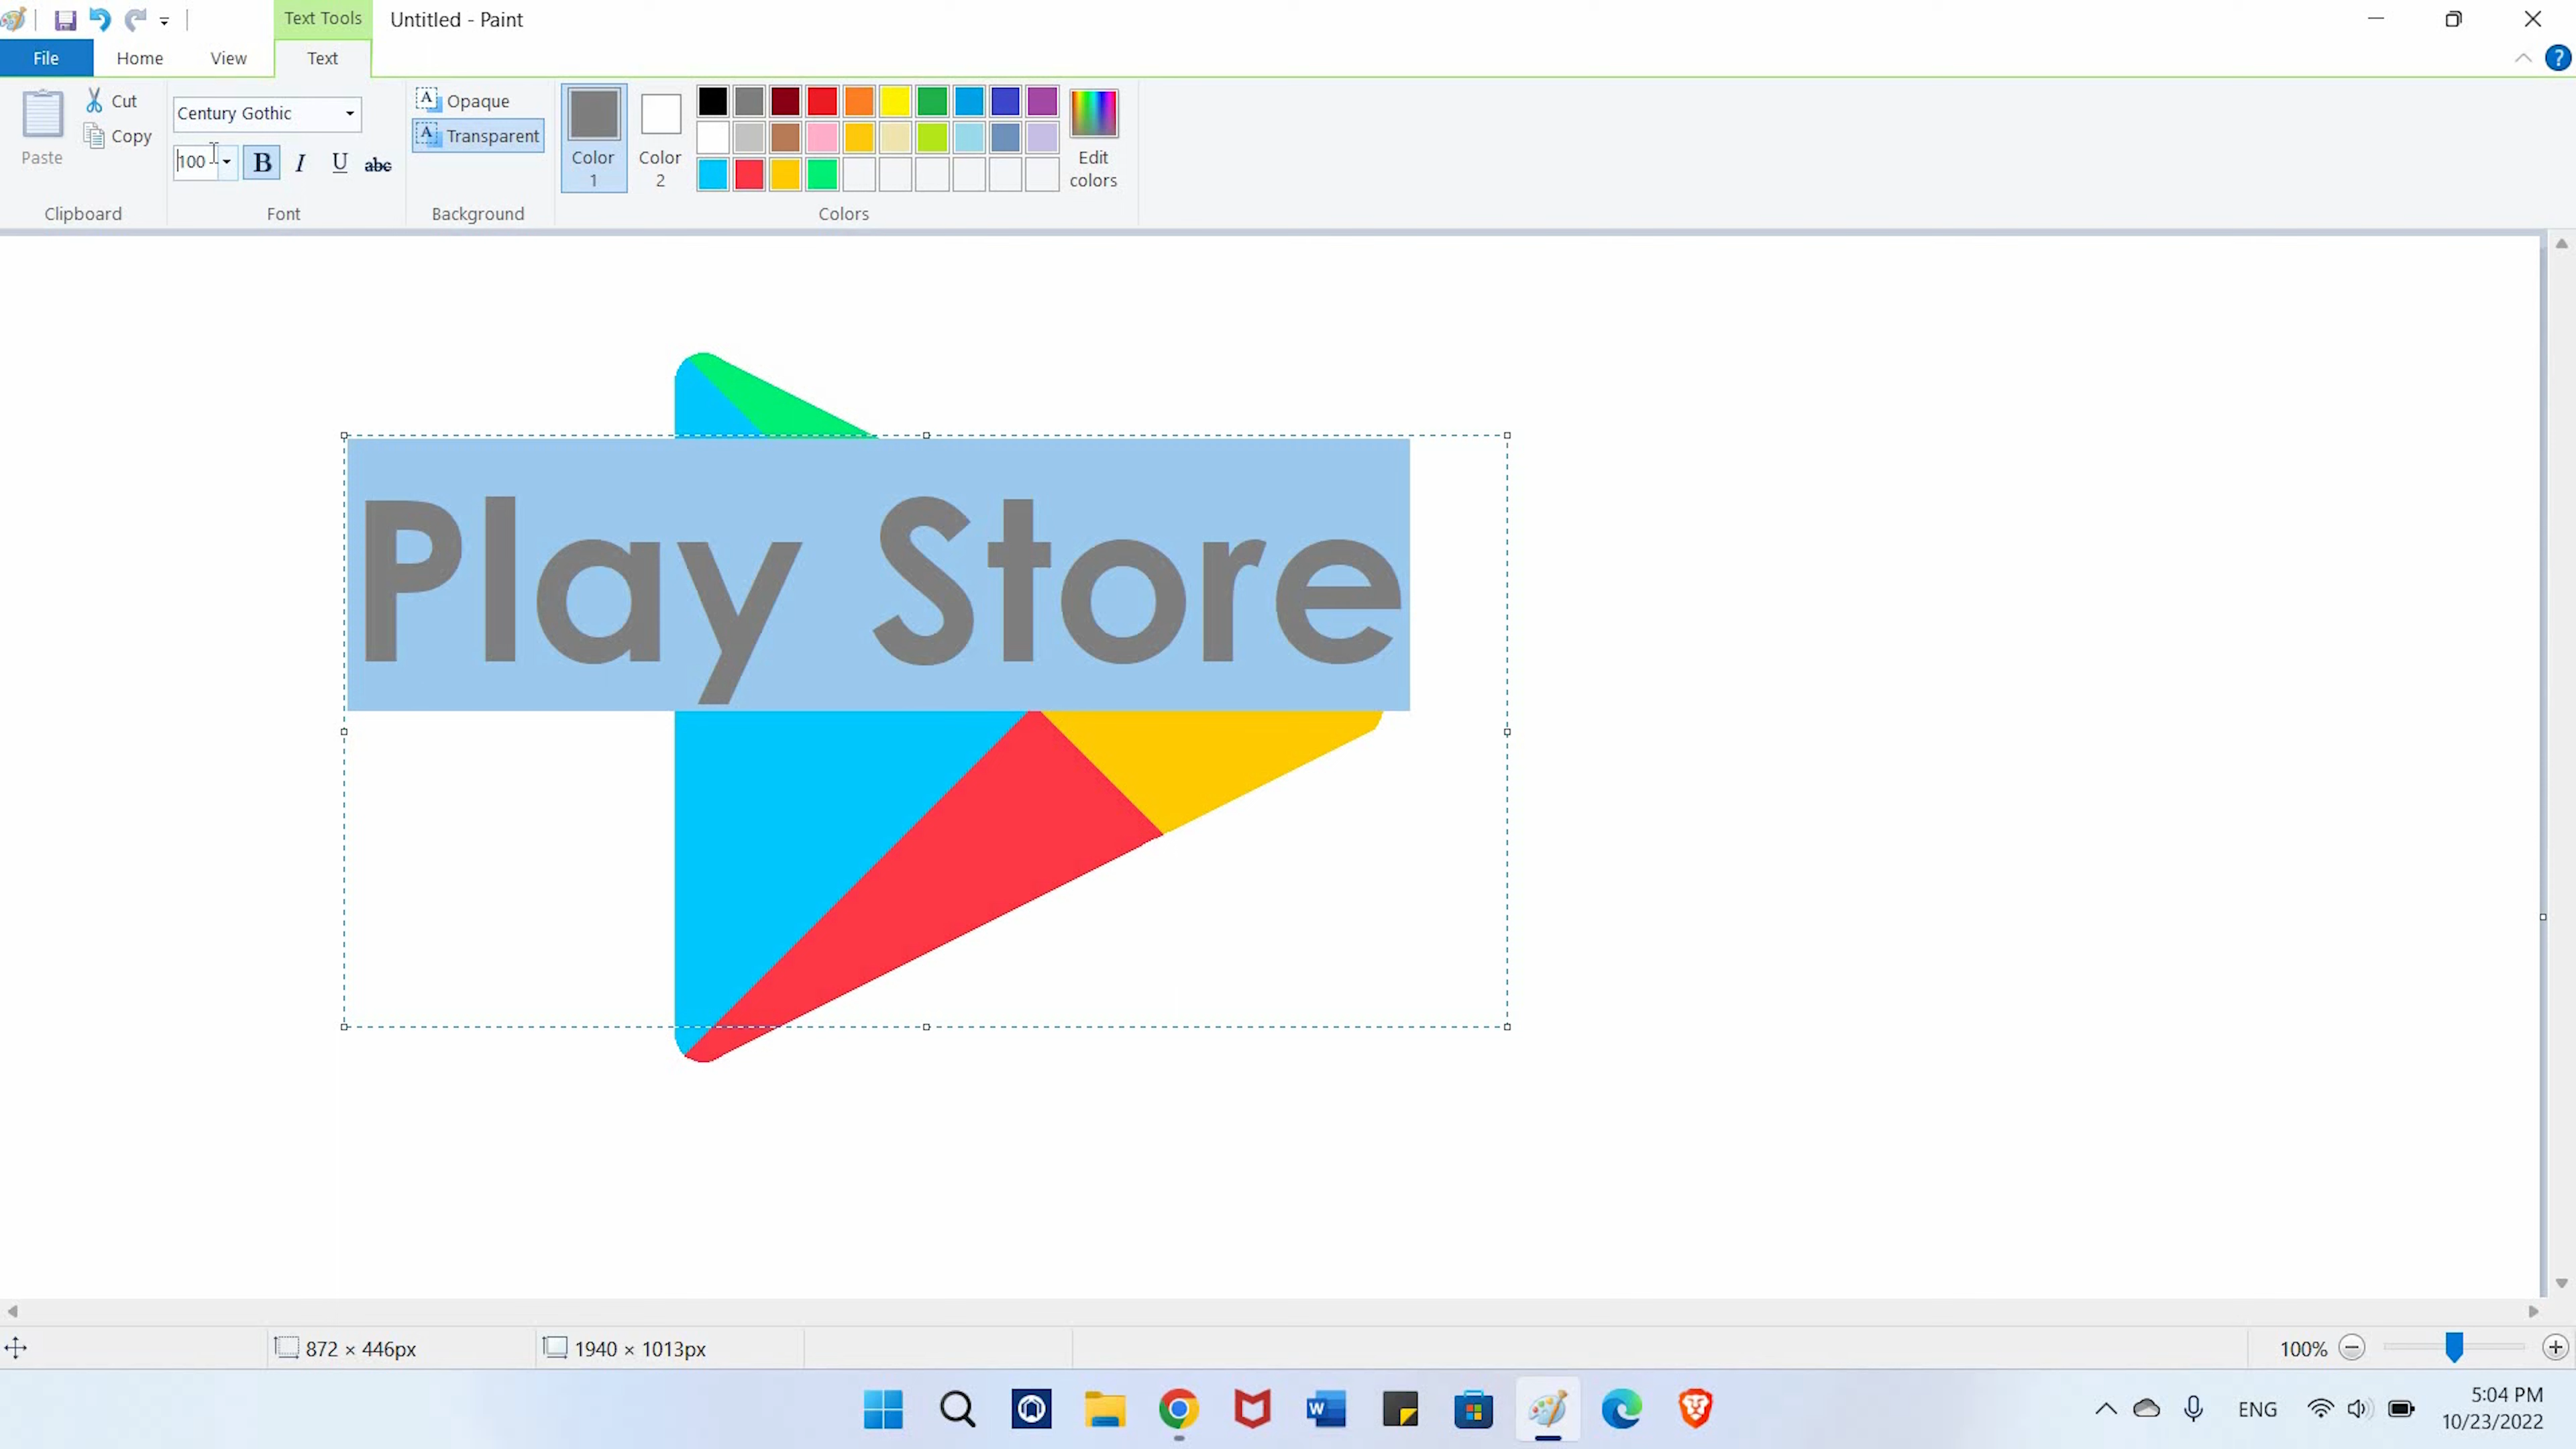 Text Tools
Untitled - Paint
File
Home
View
Text
Paste
Cut
Copy
Clipboard
Century Gothic
100
B
I
U
abc
Font
Opaque
Transparent
Background
Color
1
Color
2
Edit
colors
Colors
Play Store
872 × 446px
1940 × 1013px
100%
ENG
5:04 PM
10/23/2022